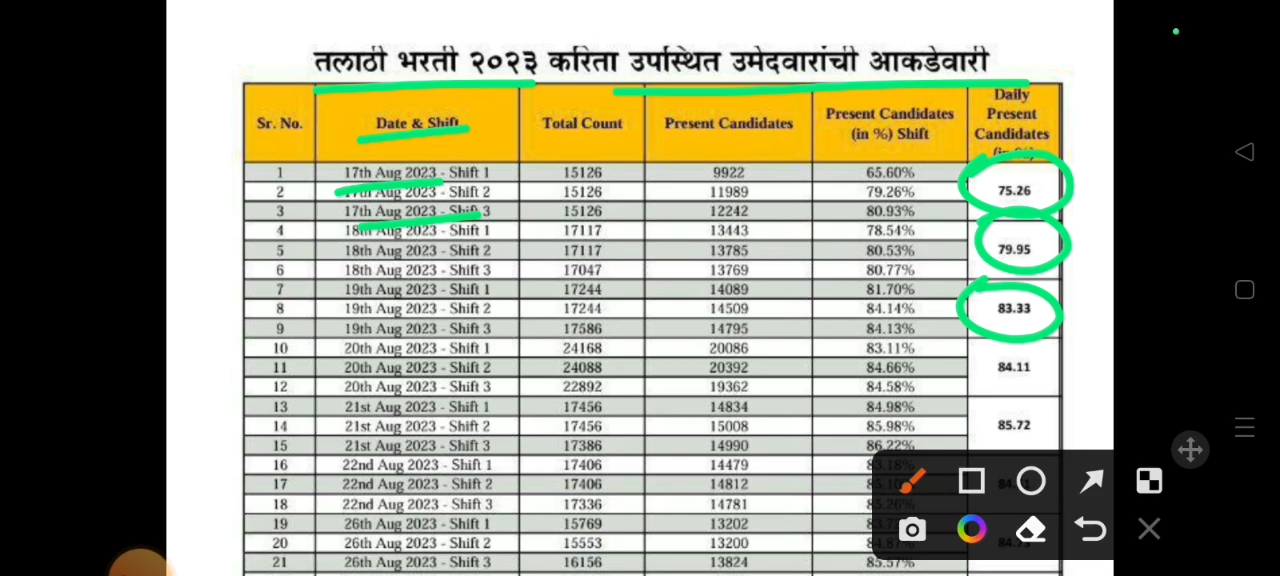 तलाठी भरती २०२३ करिता उपस्थित उमेदवारांची आकडेवारी
Sr. No. Date & Shift Total Count Present Candidates Present Candidates (in %) Shift Daily Present Candidates (in %)
1 17th Aug 2023 - Shift 1 15126 9922 65.60%
2 17th Aug 2023 - Shift 2 15126 11989 79.26% 75.26
3 17th Aug 2023 - Shift 3 15126 12242 80.93%
4 18th Aug 2023 - Shift 1 17117 13443 78.54%
5 18th Aug 2023 - Shift 2 17117 13785 80.53% 79.95
6 18th Aug 2023 - Shift 3 17047 13769 80.77%
7 19th Aug 2023 - Shift 1 17244 14089 81.70%
8 19th Aug 2023 - Shift 2 17244 14509 84.14% 83.33
9 19th Aug 2023 - Shift 3 17586 14795 84.13%
10 20th Aug 2023 - Shift 1 24168 20086 83.11%
11 20th Aug 2023 - Shift 2 24088 20392 84.66% 84.11
12 20th Aug 2023 - Shift 3 22892 19362 84.58%
13 21st Aug 2023 - Shift 1 17456 14834 84.98%
14 21st Aug 2023 - Shift 2 17456 15008 85.98% 85.72
15 21st Aug 2023 - Shift 3 17386 14990 86.22%
16 22nd Aug 2023 - Shift 1 17406 14479
17 22nd Aug 2023 - Shift 2 17406 14812
18 22nd Aug 2023 - Shift 3 17336 14781
19 26th Aug 2023 - Shift 1 15769 13202
20 26th Aug 2023 - Shift 2 15553 13200
21 26th Aug 2023 - Shift 3 16156 13824 85.57%